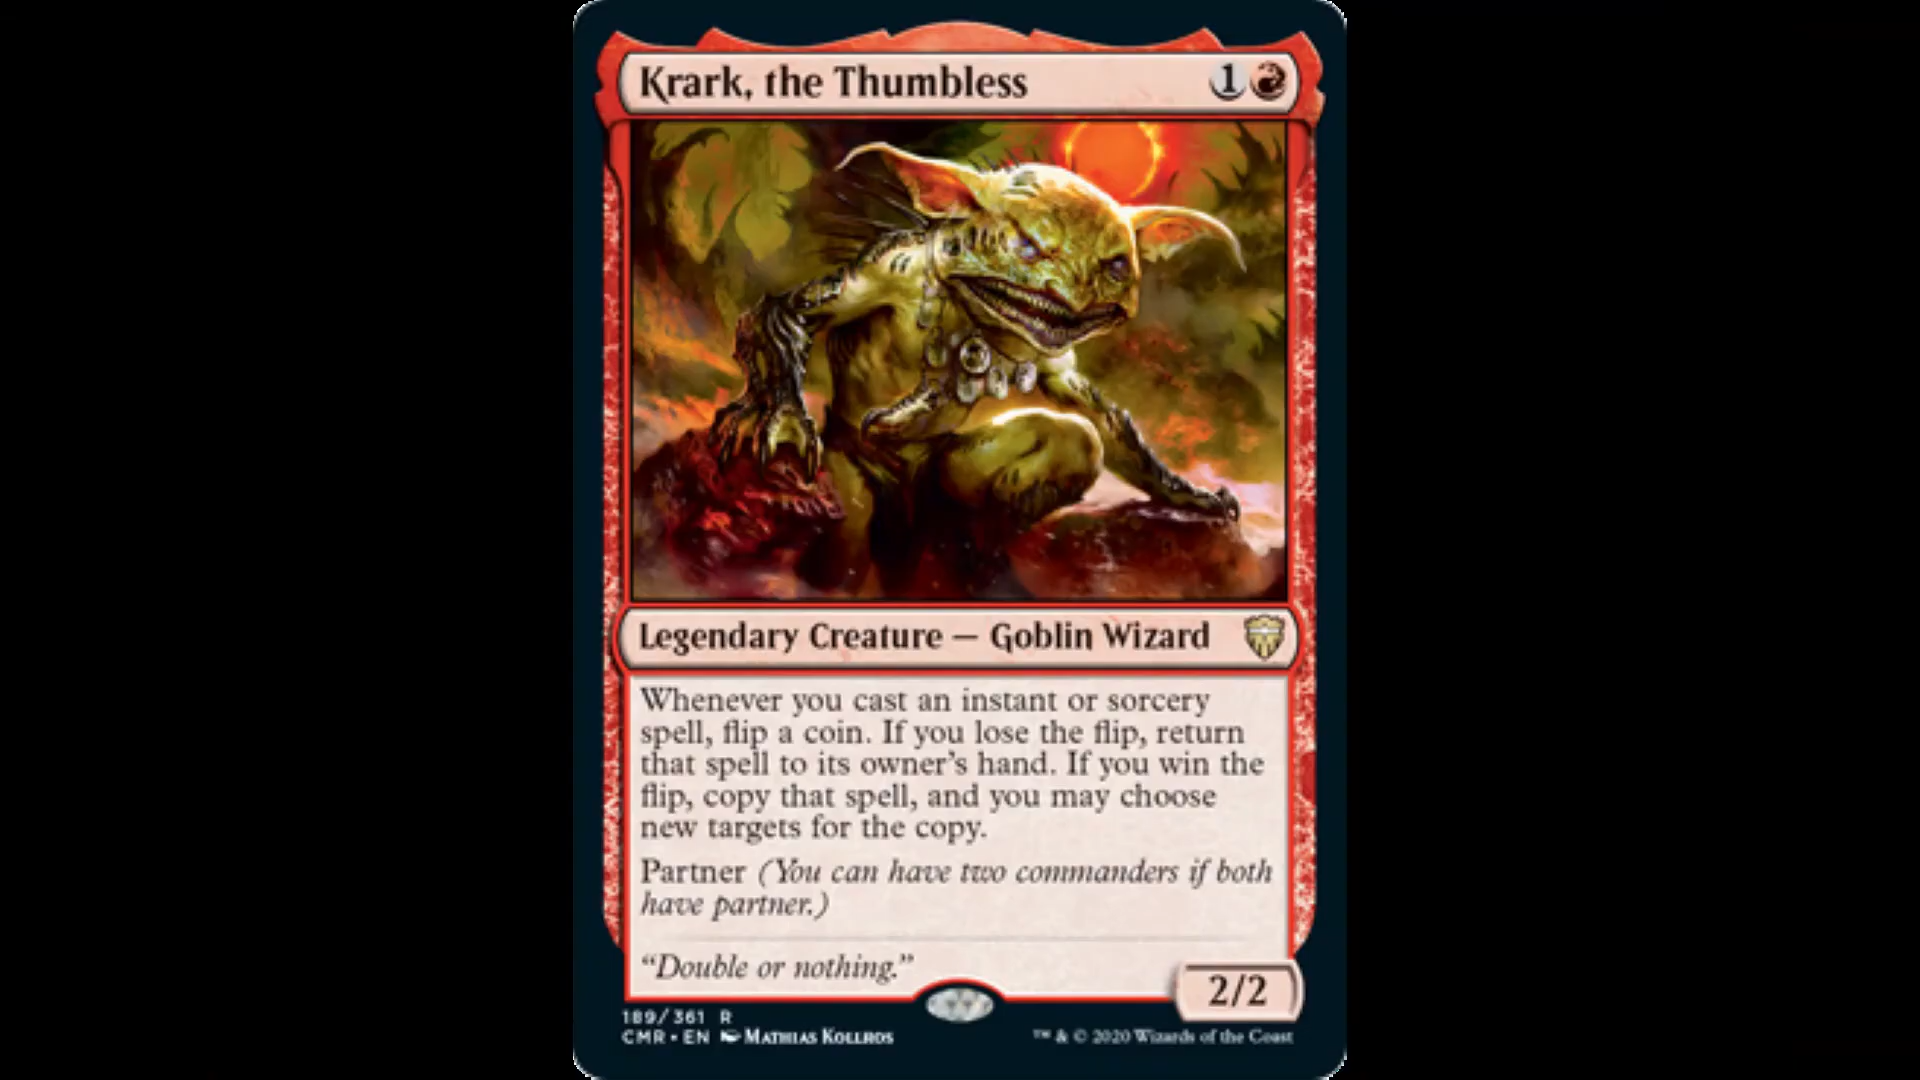 Krark, the Thumbless 1
Legendary Creature — Goblin Wizard
Whenever you cast an instant or sorcery
spell, flip a coin. If you lose the flip, return
that spell to its owner's hand. If you win the
flip, copy that spell, and you may choose
new targets for the copy.
Partner (You can have two commanders if both
have partner.)
“Double or nothing.”
2/2
189/361 R
CMR • EN Mathias Kollros
™ & © 2020 Wizards of the Coast